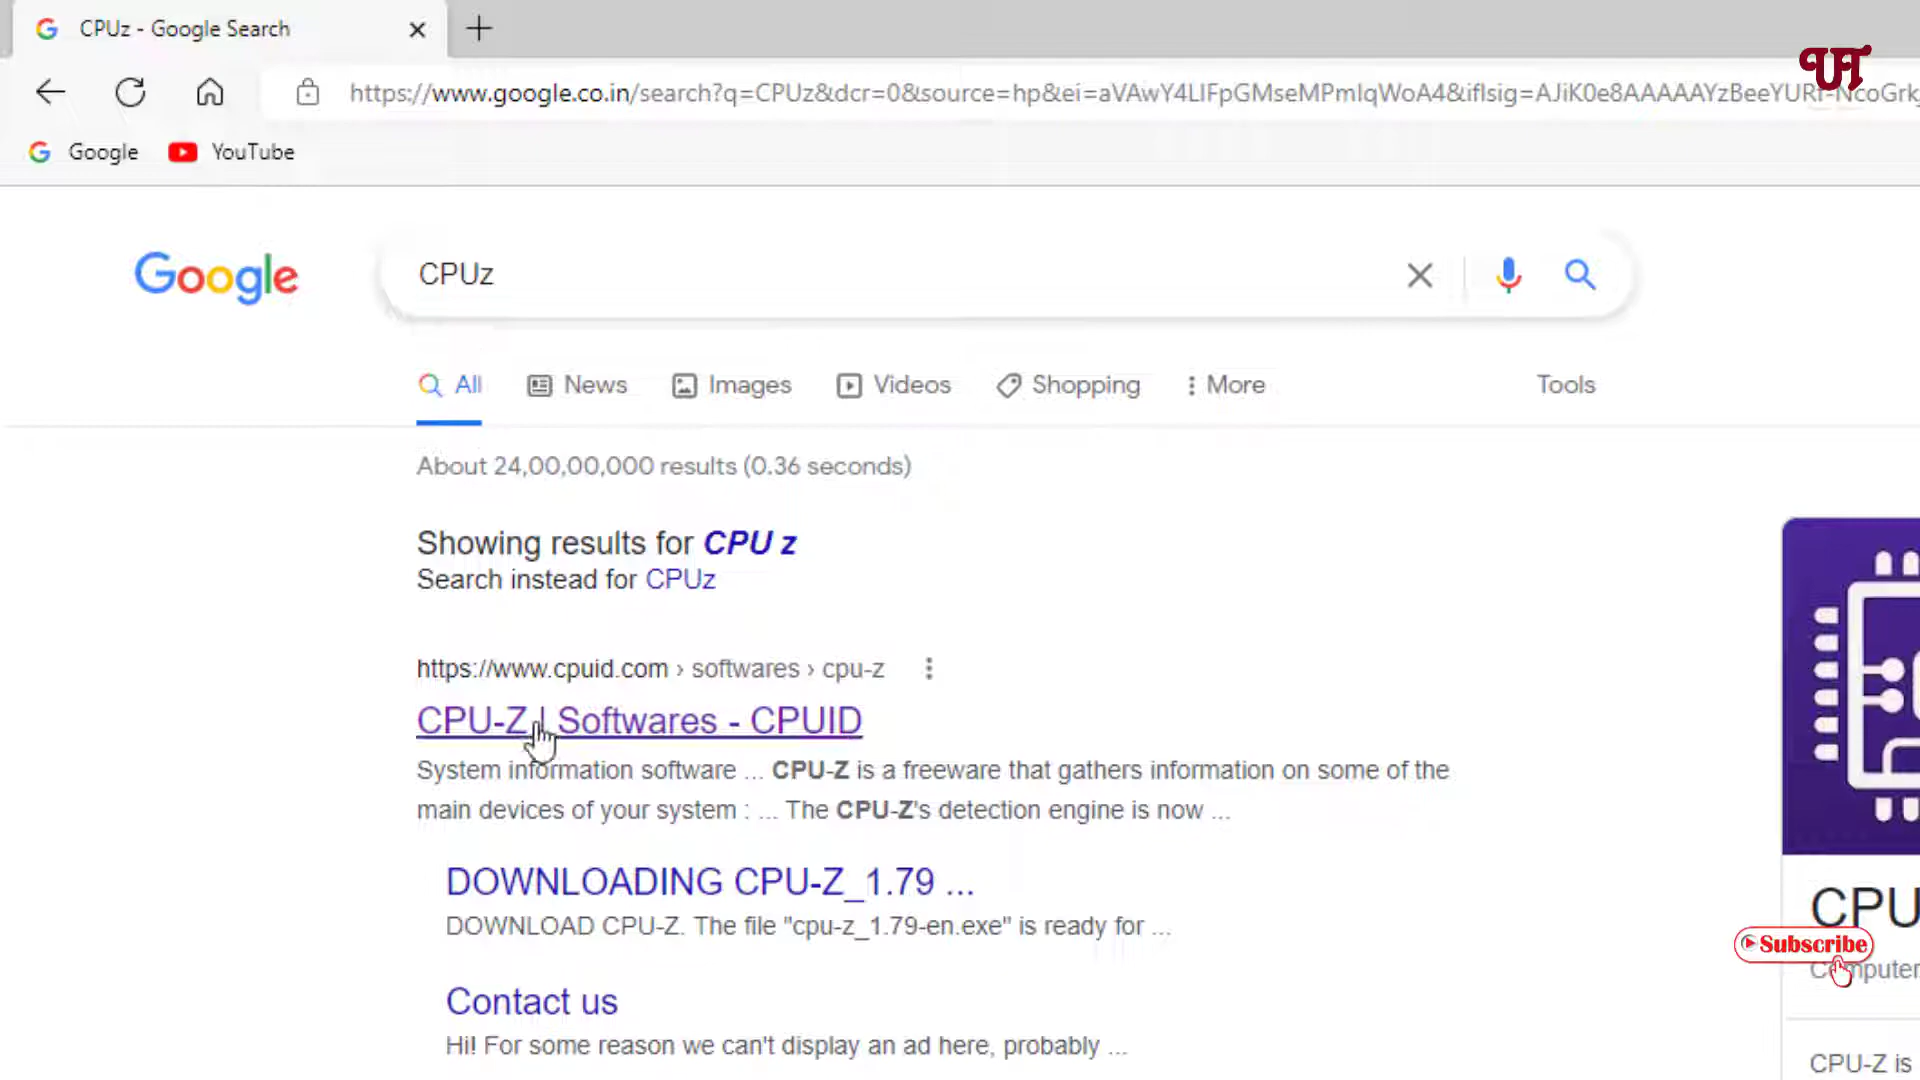 CPUz - Google Search
UT
https://www.google.co.in/search?q=CPUz&dcr=0&source=hp&ei=aVAwY4LIFpGMseMPmIqWoA4&iflsig=AJiK0e8AAAAAYzBeeYURf-NcoGrk
Google YouTube
Google CPUz
All News Images Videos Shopping More Tools
About 24,00,00,000 results (0.36 seconds)
Showing results for CPU z
Search instead for CPUz
https://www.cpuid.com › softwares › cpu-z
CPU-Z | Softwares - CPUID
System information software ... CPU-Z is a freeware that gathers information on some of the
main devices of your system : ... The CPU-Z's detection engine is now ...
DOWNLOADING CPU-Z_1.79 ...
DOWNLOAD CPU-Z. The file "cpu-z_1.79-en.exe" is ready for ...
Contact us
Hi! For some reason we can't display an ad here, probably ...
CPU
Subscribe
Computer
CPU-Z is